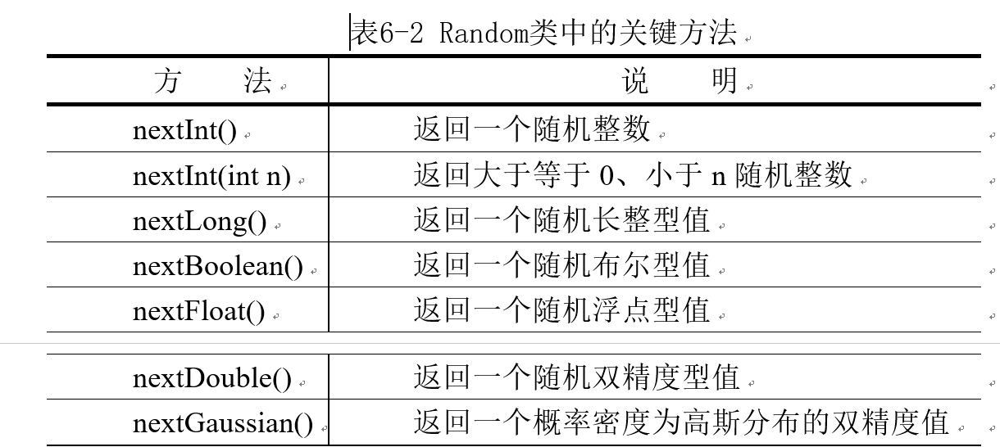 表6-2 Random类中的关键方法
方 法 说 明
nextInt() 返回一个随机整数
nextInt(int n) 返回大于等于 0、小于 n 随机整数
nextLong() 返回一个随机长整型值
nextBoolean() 返回一个随机布尔型值
nextFloat() 返回一个随机浮点型值
nextDouble() 返回一个随机双精度型值
nextGaussian() 返回一个概率密度为高斯分布的双精度值